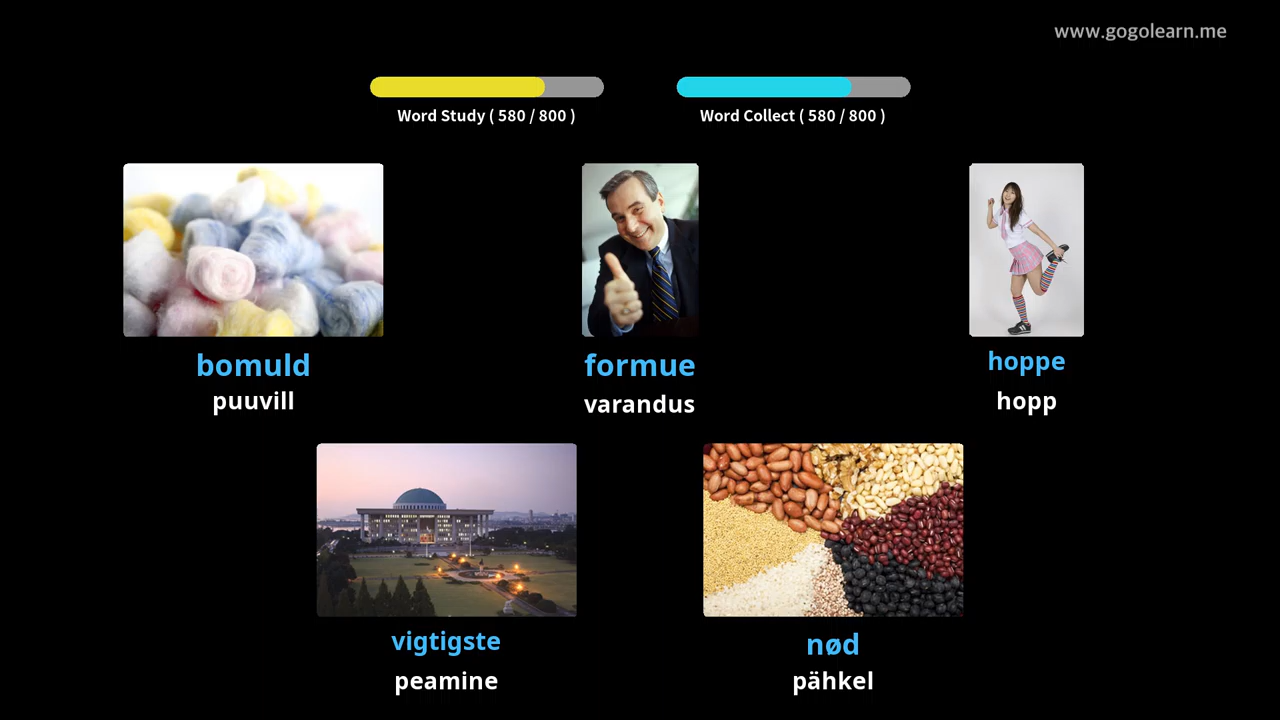 www.gogolearn.me
Word Study ( 580 / 800 )
Word Collect ( 580 / 800 )
bomuld
puuvill
formue
varandus
hoppe
hopp
vigtigste
peamine
nød
pähkel